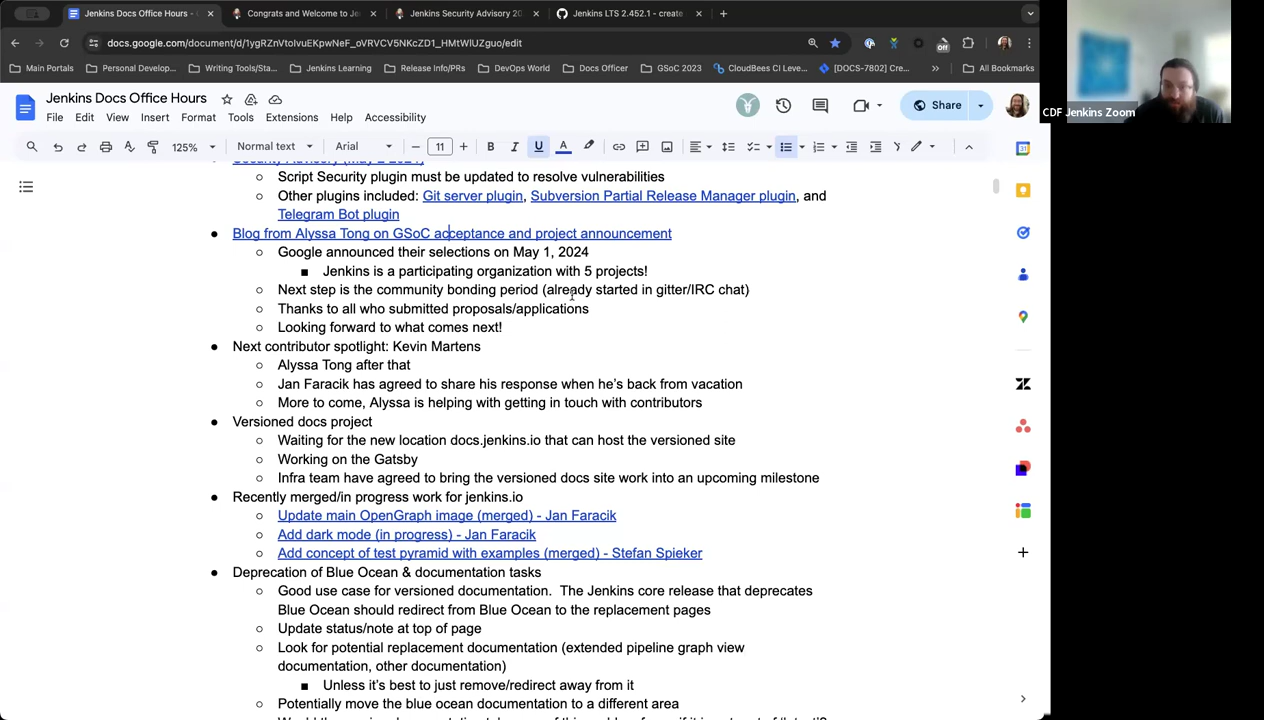 Jenkins Docs Office Hours - 
Congrats and Welcome to Je
Jenkins Security Advisory 20
Jenkins LTS 2.452.1 - create
docs.google.com/document/d/1ygRZnVtoIvuEKpwNeF_oVRVCV5NKcZD1_HMtWlUZguo/edit
Off
Main Portals
Personal Develop...
Writing Tools/Sta...
Jenkins Learning
Release Info/PRs
DevOps World
Docs Officer
GSoC 2023
CloudBees CI Leve...
[DOCS-7802] Cre...
»
All Bookmarks
Jenkins Docs Office Hours
File Edit View Insert Format Tools Extensions Help Accessibility
Share
CDF Jenkins Zoom
125% Normal text Arial 11 B I U A
Security Advisory (May 2 2024)
Script Security plugin must be updated to resolve vulnerabilities
Other plugins included: Git server plugin, Subversion Partial Release Manager plugin, and
Telegram Bot plugin
Blog from Alyssa Tong on GSoC acceptance and project announcement
Google announced their selections on May 1, 2024
Jenkins is a participating organization with 5 projects!
Next step is the community bonding period (already started in gitter/IRC chat)
Thanks to all who submitted proposals/applications
Looking forward to what comes next!
Next contributor spotlight: Kevin Martens
Alyssa Tong after that
Jan Faracik has agreed to share his response when he's back from vacation
More to come, Alyssa is helping with getting in touch with contributors
Versioned docs project
Waiting for the new location docs.jenkins.io that can host the versioned site
Working on the Gatsby
Infra team have agreed to bring the versioned docs site work into an upcoming milestone
Recently merged/in progress work for jenkins.io
Update main OpenGraph image (merged) - Jan Faracik
Add dark mode (in progress) - Jan Faracik
Add concept of test pyramid with examples (merged) - Stefan Spieker
Deprecation of Blue Ocean & documentation tasks
Good use case for versioned documentation.  The Jenkins core release that deprecates
Blue Ocean should redirect from Blue Ocean to the replacement pages
Update status/note at top of page
Look for potential replacement documentation (extended pipeline graph view
documentation, other documentation)
Unless it's best to just remove/redirect away from it
Potentially move the blue ocean documentation to a different area